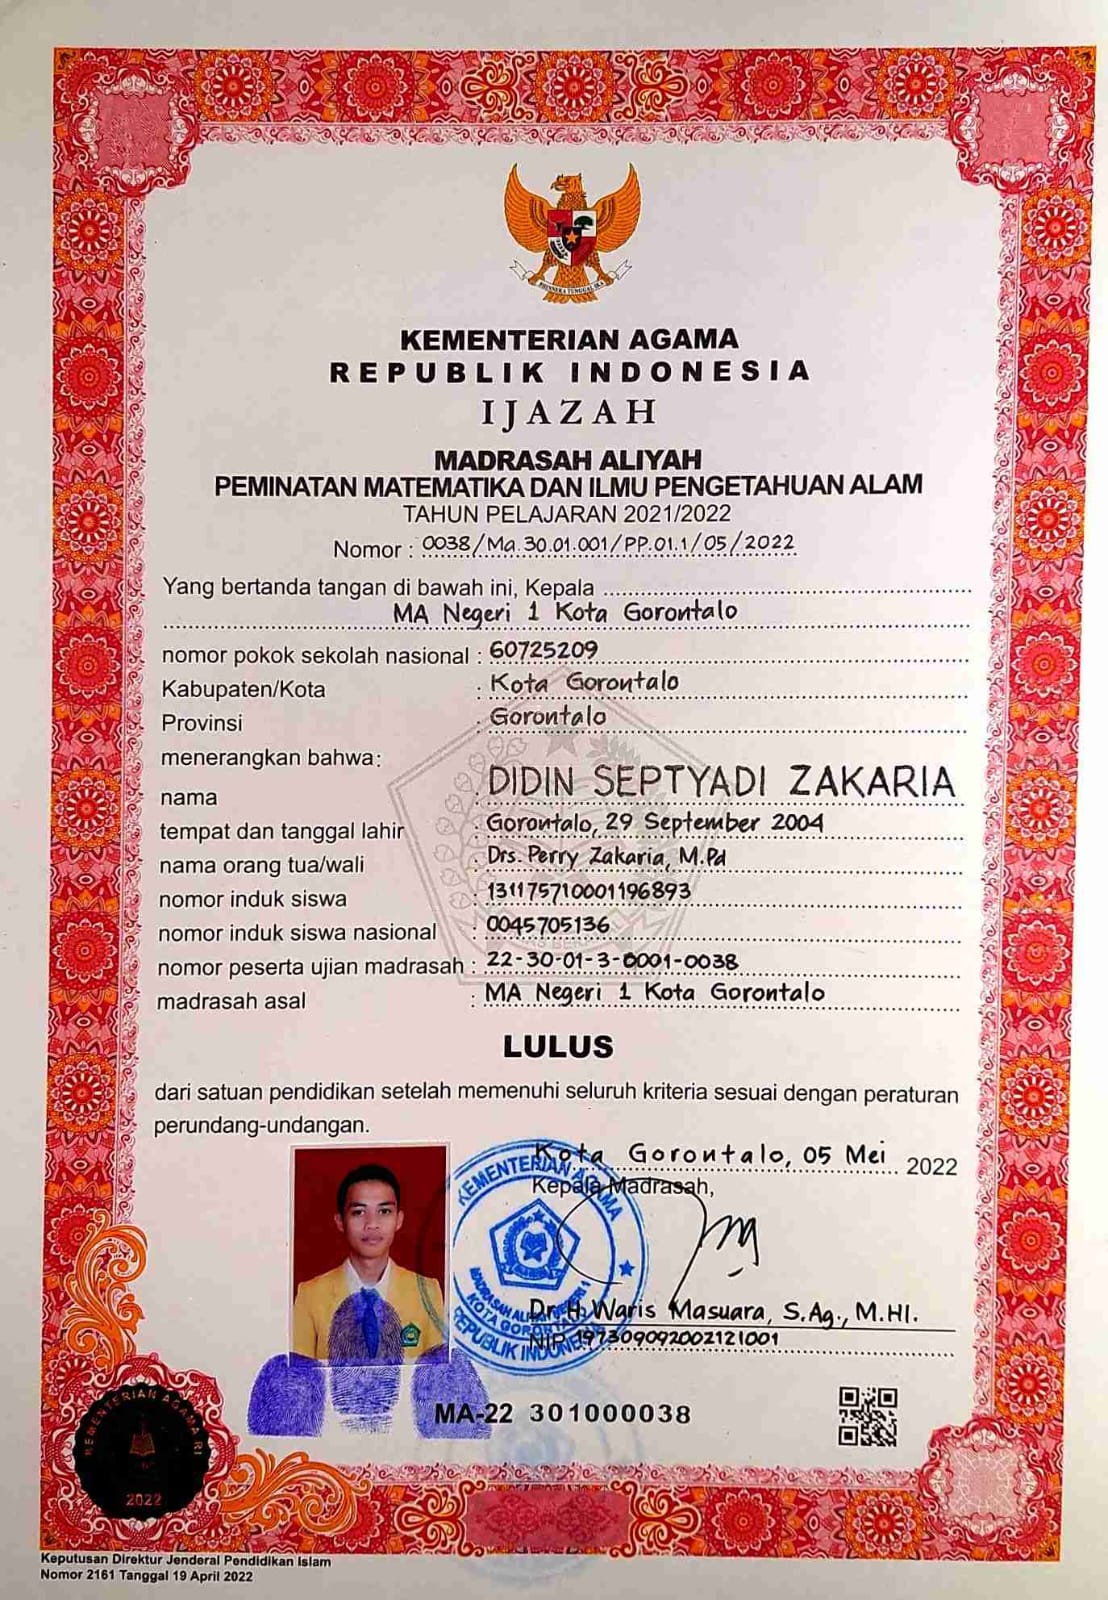 KEMENTERIAN AGAMA
REPUBLIK INDONESIA
IJAZAH
MADRASAH ALIYAH
PEMINATAN MATEMATIKA DAN ILMU PENGETAHUAN ALAM
TAHUN PELAJARAN 2021/2022
Nomor : 0038/Ma.30.01.001/PP.01.1/05/2022
Yang bertanda tangan di bawah ini, Kepala
MA Negeri 1 Kota Gorontalo
nomor pokok sekolah nasional : 60725209
Kabupaten/Kota : Kota Gorontalo
Provinsi : Gorontalo
menerangkan bahwa:
nama : DIDIN SEPTYADI ZAKARIA
tempat dan tanggal lahir : Gorontalo, 29 September 2004
nama orang tua/wali : Drs. Perry Zakaria, M.Pd
nomor induk siswa : 131175710001196893
nomor induk siswa nasional : 0045705136
nomor peserta ujian madrasah : 22-30-01-3-0001-0038
madrasah asal : MA Negeri 1 Kota Gorontalo
LULUS
dari satuan pendidikan setelah memenuhi seluruh kriteria sesuai dengan peraturan
perundang-undangan.
Kota Gorontalo, 05 Mei 2022
Kepala Madrasah,
KEMENTERIAN AGAMA
MADRASAH ALIYAH NEGERI 1
KOTA GORONTALO
REPUBLIK INDONESIA
Dr. H. Waris Masuara, S.Ag., M.HI.
NIP 197309092002121001
MA-22 301000038
KEMENTERIAN AGAMA RI
2022
Keputusan Direktur Jenderal Pendidikan Islam
Nomor 2161 Tanggal 19 April 2022